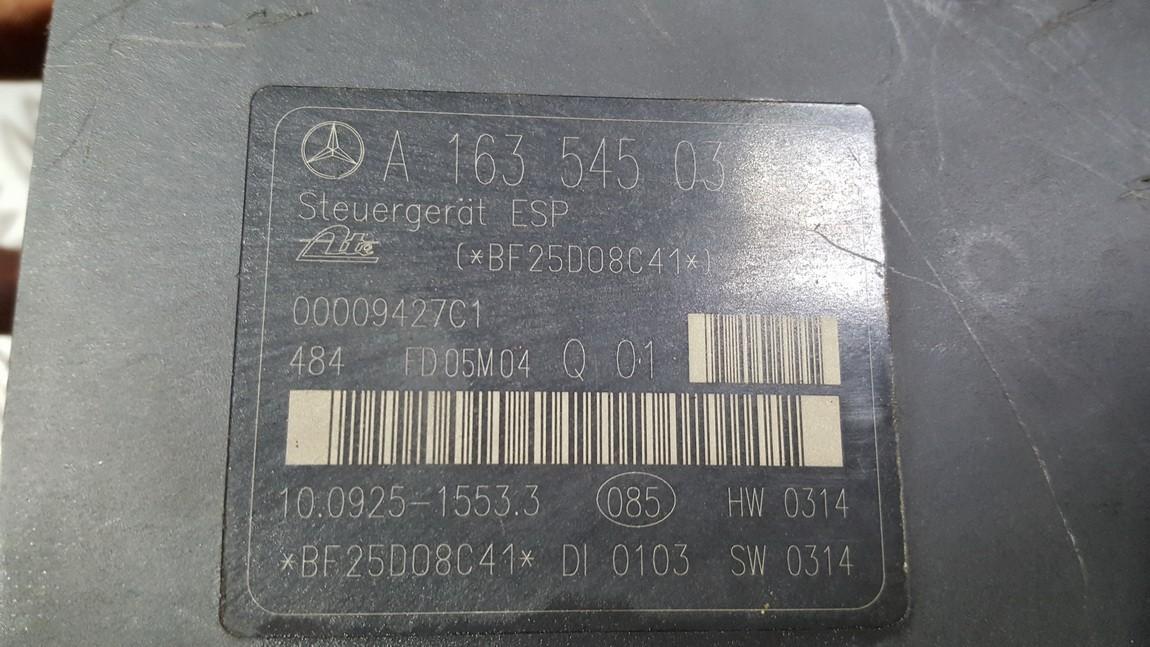 A 163 545 03
Steuergerät ESP
Ate (*BF25D08C41*)
00009427C1
484 FD05M04 Q 01
10.0925-1553.3 085 HW 0314
*BF25D08C41* DI 0103 SW 0314